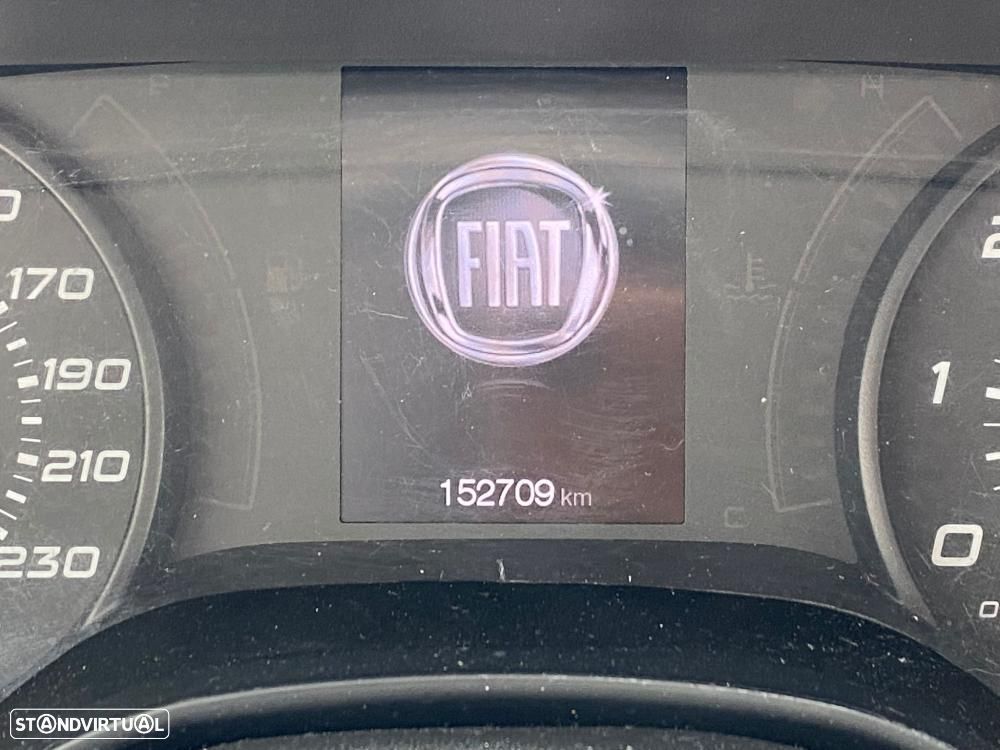 FIAT
152709 km
170
190
210
230
1
0
F
H
C
STANDVIRTUAL